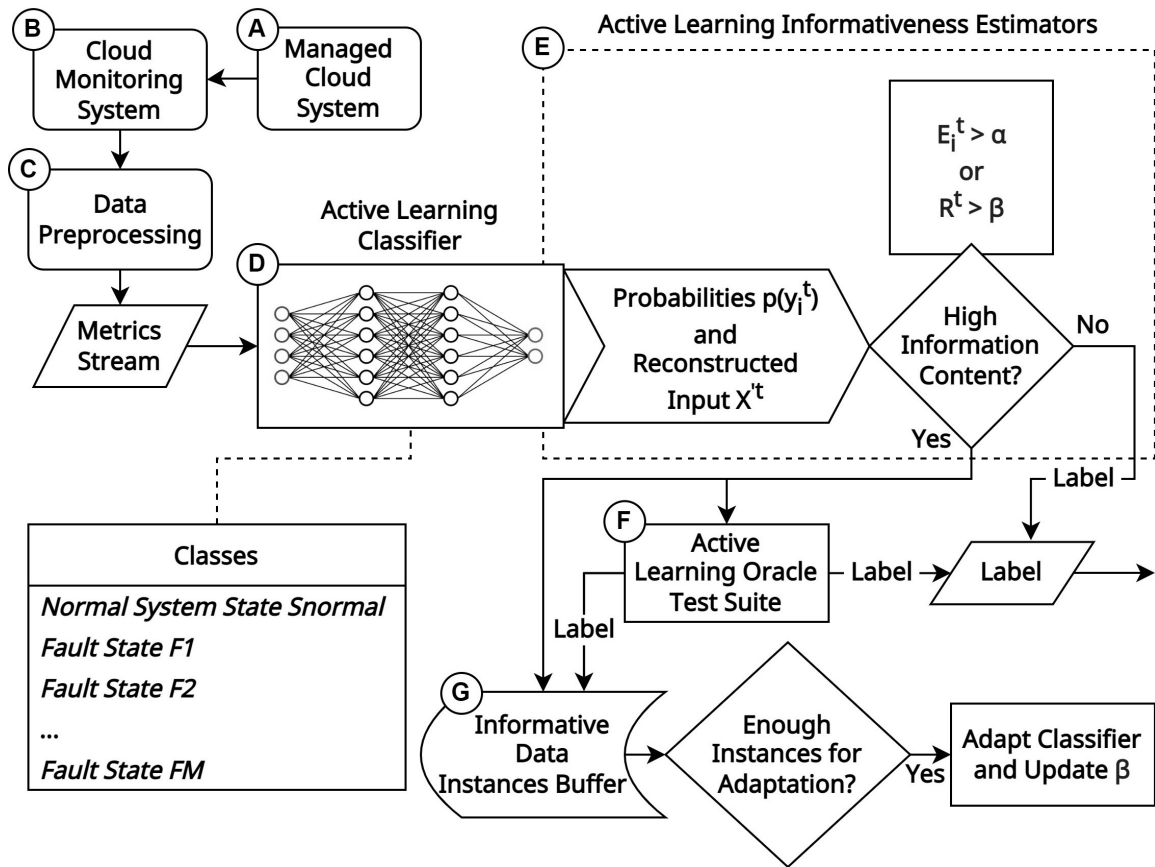 Active Learning Informativeness Estimators
B
Cloud
Monitoring
System
A
Managed
Cloud
System
E
E_i^t > α
or
R^t > β
C
Data
Preprocessing
Metrics
Stream
Active Learning
Classifier
D
Probabilities p(y_i^t)
and
Reconstructed
Input X'^t
High
Information
Content?
No
Yes
Label
Classes
Normal System State Snormal
Fault State F1
Fault State F2
...
Fault State FM
F
Active
Learning Oracle
Test Suite
Label
Label
Label
G
Informative
Data
Instances Buffer
Enough
Instances for
Adaptation?
Yes
Adapt Classifier
and Update β